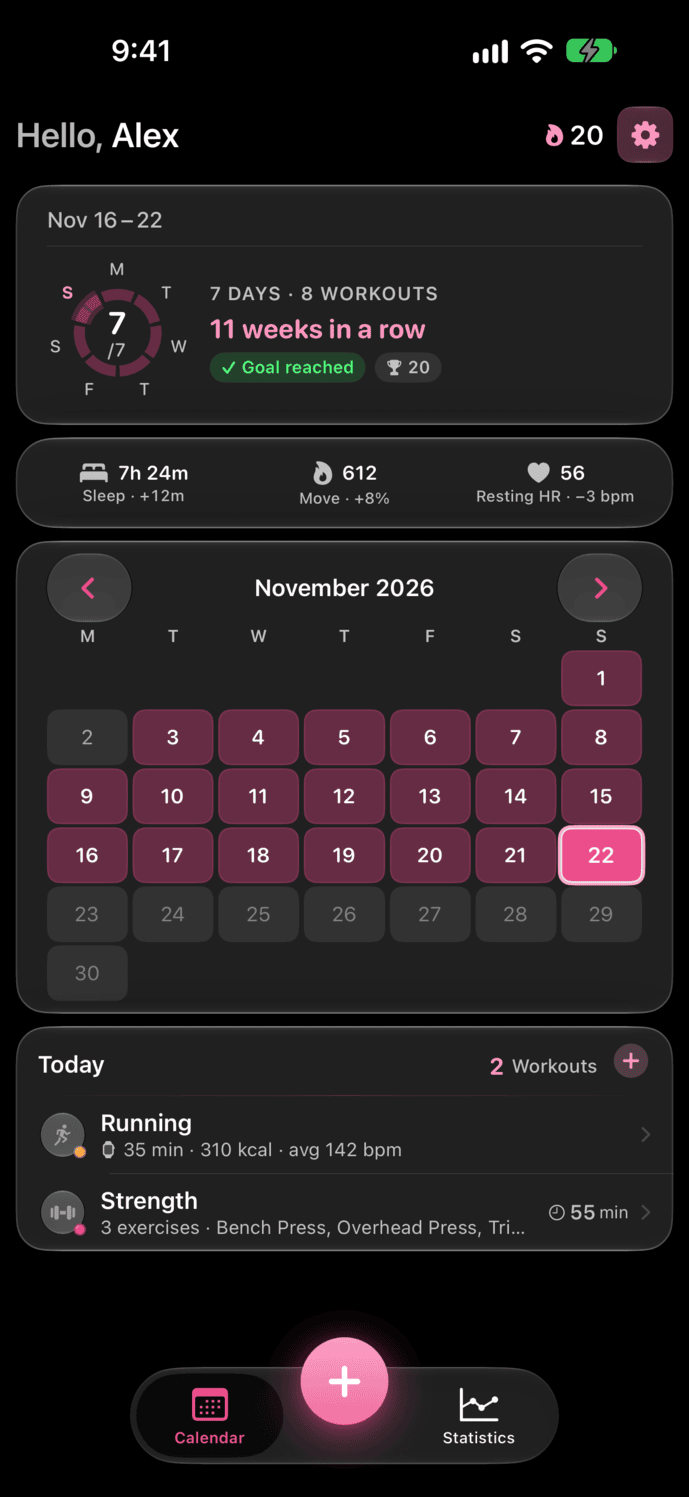 9:41
Hello, Alex
20
Nov 16–22
M
S T
S W
F T
7
/7
7 DAYS · 8 WORKOUTS
11 weeks in a row
Goal reached
20
7h 24m
Sleep · +12m
612
Move · +8%
56
Resting HR · −3 bpm
November 2026
M T W T F S S
1
2 3 4 5 6 7 8
9 10 11 12 13 14 15
16 17 18 19 20 21 22
23 24 25 26 27 28 29
30
Today
2 Workouts
Running
35 min · 310 kcal · avg 142 bpm
Strength
3 exercises · Bench Press, Overhead Press, Tri...
55 min
Calendar
Statistics